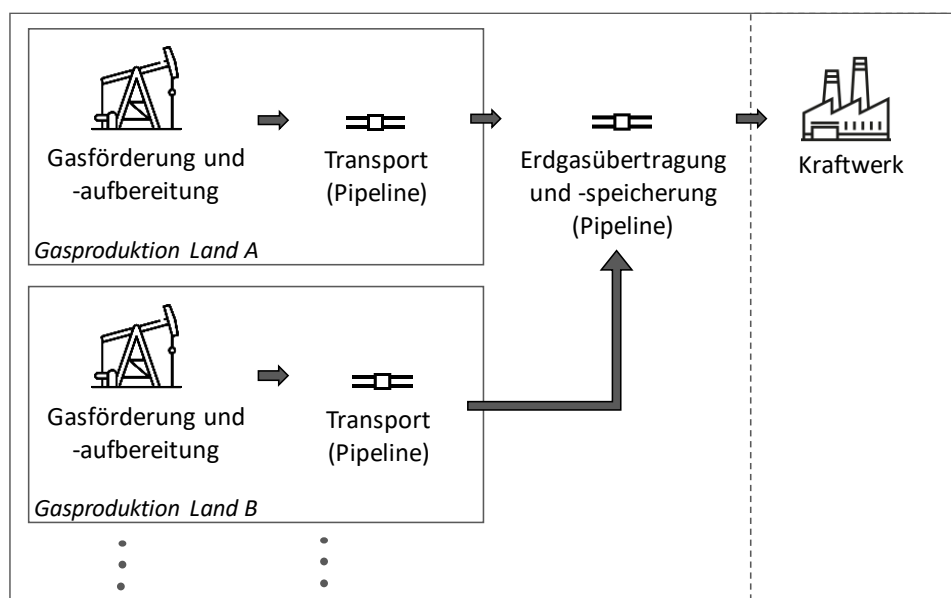 Gasförderung und
-aufbereitung
Transport
(Pipeline)
Erdgasübertragung
und -speicherung
(Pipeline)
Kraftwerk
Gasproduktion Land A
Gasförderung und
-aufbereitung
Transport
(Pipeline)
Gasproduktion Land B